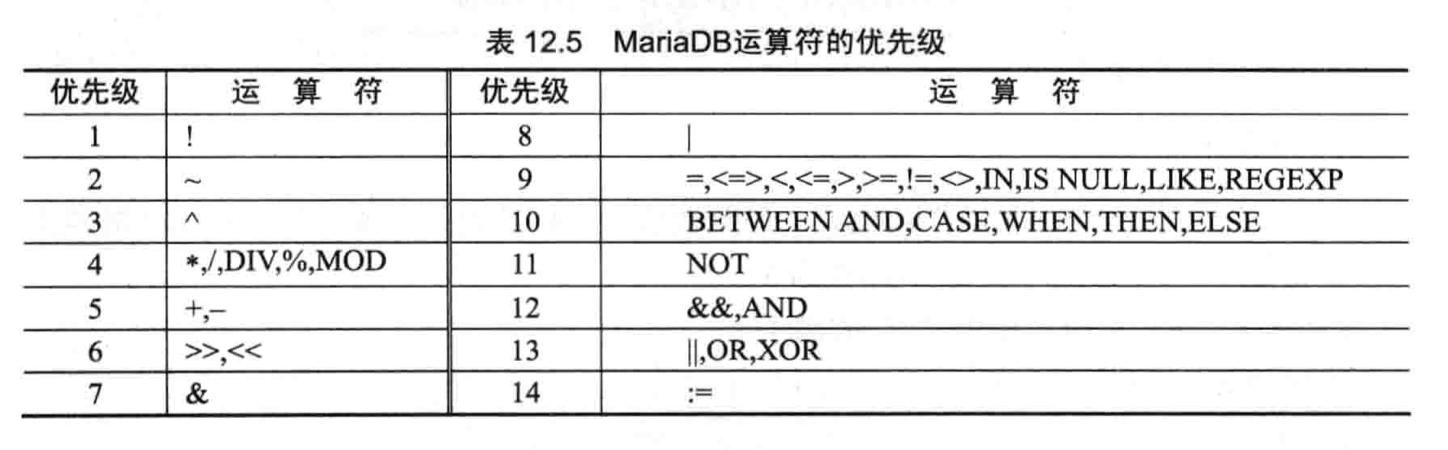 表 12.5 MariaDB运算符的优先级
优先级 运 算 符 优先级 运 算 符
1 ! 8 |
2 ~ 9 =,<=>,<,<=,>,>=,!=,<>,IN,IS NULL,LIKE,REGEXP
3 ^ 10 BETWEEN AND,CASE,WHEN,THEN,ELSE
4 *,/,DIV,%,MOD 11 NOT
5 +,– 12 &&,AND
6 >>,<< 13 ||,OR,XOR
7 & 14 :=